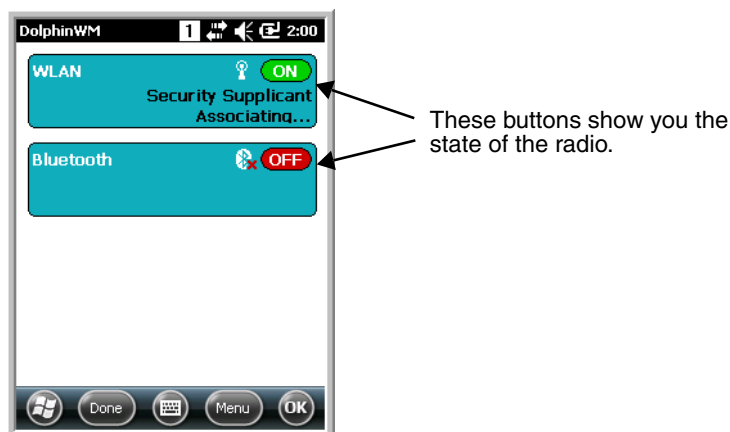 DolphinWM 1 2:00
WLAN ON
Security Supplicant
Associating...
Bluetooth OFF
Done Menu OK
These buttons show you the
state of the radio.